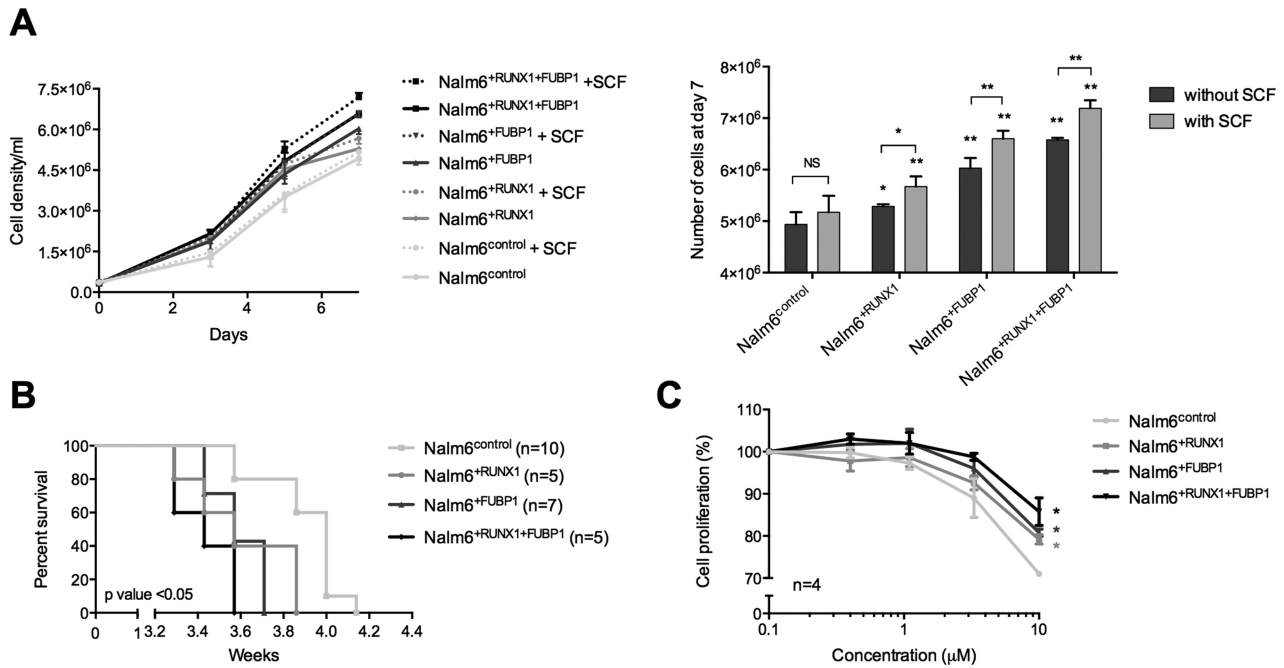 A
Cell density/ml
7.5×10⁶
6.0×10⁶
4.5×10⁶
3.0×10⁶
1.5×10⁶
0.0
0 2 4 6
Days
Nalm6⁺ᴿᵁᴺˣ¹⁺ᶠᵁᴮᴾ¹ +SCF
Nalm6⁺ᴿᵁᴺˣ¹⁺ᶠᵁᴮᴾ¹
Nalm6⁺ᶠᵁᴮᴾ¹ + SCF
Nalm6⁺ᶠᵁᴮᴾ¹
Nalm6⁺ᴿᵁᴺˣ¹ + SCF
Nalm6⁺ᴿᵁᴺˣ¹
Nalm6ᶜᵒⁿᵗʳᵒˡ + SCF
Nalm6ᶜᵒⁿᵗʳᵒˡ
Number of cells at day 7
8×10⁶
7×10⁶
6×10⁶
5×10⁶
4×10⁶
NS
*
*
**
**
**
**
**
**
without SCF
with SCF
Nalm6ᶜᵒⁿᵗʳᵒˡ
Nalm6⁺ᴿᵁᴺˣ¹
Nalm6⁺ᶠᵁᴮᴾ¹
Nalm6⁺ᴿᵁᴺˣ¹⁺ᶠᵁᴮᴾ¹
B
Percent survival
100
80
60
40
20
0
p value <0.05
0 1 3.2 3.4 3.6 3.8 4.0 4.2 4.4
Weeks
Nalm6ᶜᵒⁿᵗʳᵒˡ (n=10)
Nalm6⁺ᴿᵁᴺˣ¹ (n=5)
Nalm6⁺ᶠᵁᴮᴾ¹ (n=7)
Nalm6⁺ᴿᵁᴺˣ¹⁺ᶠᵁᴮᴾ¹ (n=5)
C
Cell proliferation (%)
110
100
90
80
70
0
n=4
*
*
*
0.1 1 10
Concentration (μM)
Nalm6ᶜᵒⁿᵗʳᵒˡ
Nalm6⁺ᴿᵁᴺˣ¹
Nalm6⁺ᶠᵁᴮᴾ¹
Nalm6⁺ᴿᵁᴺˣ¹⁺ᶠᵁᴮᴾ¹